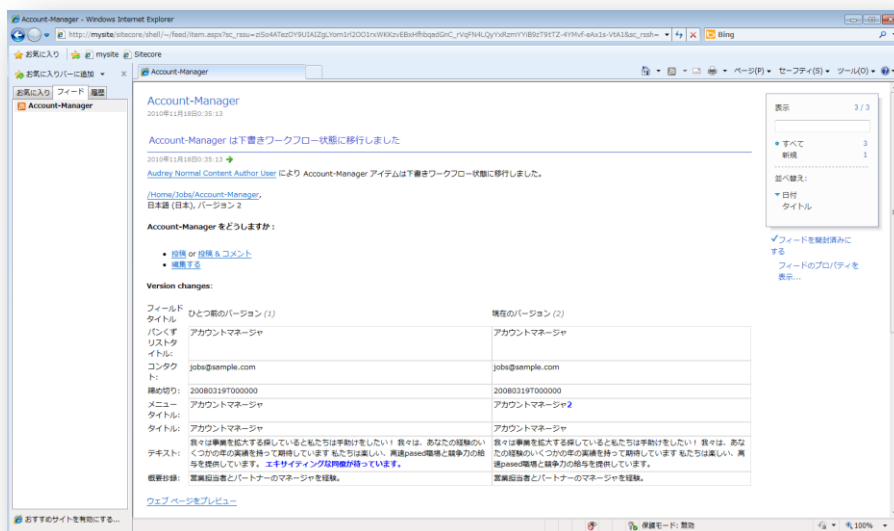 Account-Manager - Windows Internet Explorer
Bing
お気に入り mysite Sitecore
お気に入りバーに追加
Account-Manager
ページ(P) セーフティ(S) ツール(O)
お気に入り フィード 履歴
Account-Manager
Account-Manager
2010年11月18日0:35:13
Account-Manager は下書きワークフロー状態に移行しました
2010年11月18日0:35:13
Audrey Normal Content Author User により Account-Manager アイテムは下書きワークフロー状態に移行しました。
/Home/Jobs/Account-Manager,
日本語 (日本), バージョン 2
Account-Manager をどうしますか :
投稿 or 投稿 & コメント
編集する
Version changes:
フィールドタイトル ひとつ前のバージョン (1) 現在のバージョン (2)
パンくずリストタイトル: アカウントマネージャ アカウントマネージャ
コンタクト: jobs@sample.com jobs@sample.com
締め切り: 20080319T000000 20080319T000000
メニュータイトル: アカウントマネージャ アカウントマネージャ2
タイトル: アカウントマネージャ アカウントマネージャ
テキスト: 我々は事業を拡大する探していると私たちは手助けをしたい! 我々は、あなたの経験のいくつかの年の実績を持って期待しています 私たちは楽しい、高速pased職場と競争力の給与を提供しています。 エキサイティングな同僚が待っています。 我々は事業を拡大する探していると私たちは手助けをしたい! 我々は、あなたの経験のいくつかの年の実績を持って期待しています 私たちは楽しい、高速pased職場と競争力の給与を提供しています。
概要抄録: 営業担当者とパートナーのマネージャを経験。 営業担当者とパートナーのマネージャを経験。
ウェブ ページをプレビュー
表示 3 / 3
すべて 3
新規 1
並べ替え:
日付
タイトル
フィードを開封済みにする
フィードのプロパティを表示...
おすすめサイトを有効にする...
保護モード: 無効
100%